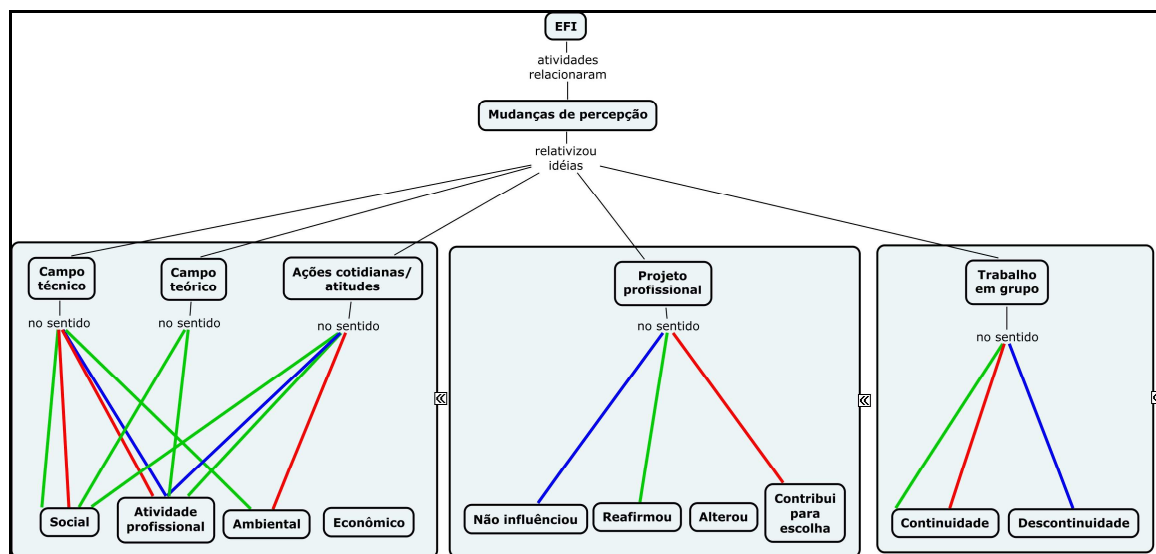 EFI
atividades
relacionaram
Mudanças de percepção
relativizou
idéias
Campo
técnico
Campo
teórico
Ações cotidianas/
atitudes
Projeto
profissional
Trabalho
em grupo
no sentido
no sentido
no sentido
no sentido
no sentido
Social
Atividade
profissional
Ambiental
Econômico
Não influênciou
Reafirmou
Alterou
Contribui
para
escolha
Continuidade
Descontinuidade